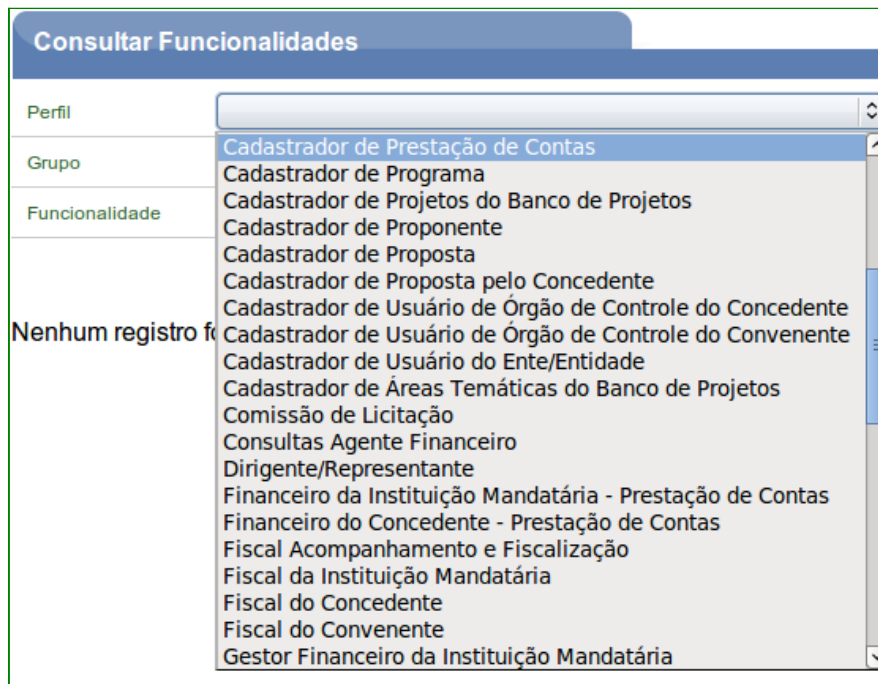 Consultar Funcionalidades
Perfil
Grupo
Funcionalidade
Nenhum registro
Cadastrador de Prestação de Contas
Cadastrador de Programa
Cadastrador de Projetos do Banco de Projetos
Cadastrador de Proponente
Cadastrador de Proposta
Cadastrador de Proposta pelo Concedente
Cadastrador de Usuário de Órgão de Controle do Concedente
Cadastrador de Usuário de Órgão de Controle do Convenente
Cadastrador de Usuário do Ente/Entidade
Cadastrador de Áreas Temáticas do Banco de Projetos
Comissão de Licitação
Consultas Agente Financeiro
Dirigente/Representante
Financeiro da Instituição Mandatária - Prestação de Contas
Financeiro do Concedente - Prestação de Contas
Fiscal Acompanhamento e Fiscalização
Fiscal da Instituição Mandatária
Fiscal do Concedente
Fiscal do Convenente
Gestor Financeiro da Instituição Mandatária